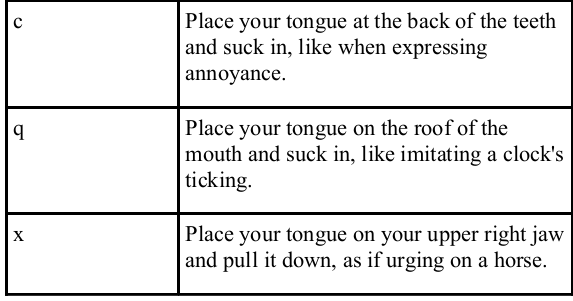 c
Place your tongue at the back of the teeth
and suck in, like when expressing
annoyance.
q
Place your tongue on the roof of the
mouth and suck in, like imitating a clock's
ticking.
x
Place your tongue on your upper right jaw
and pull it down, as if urging on a horse.